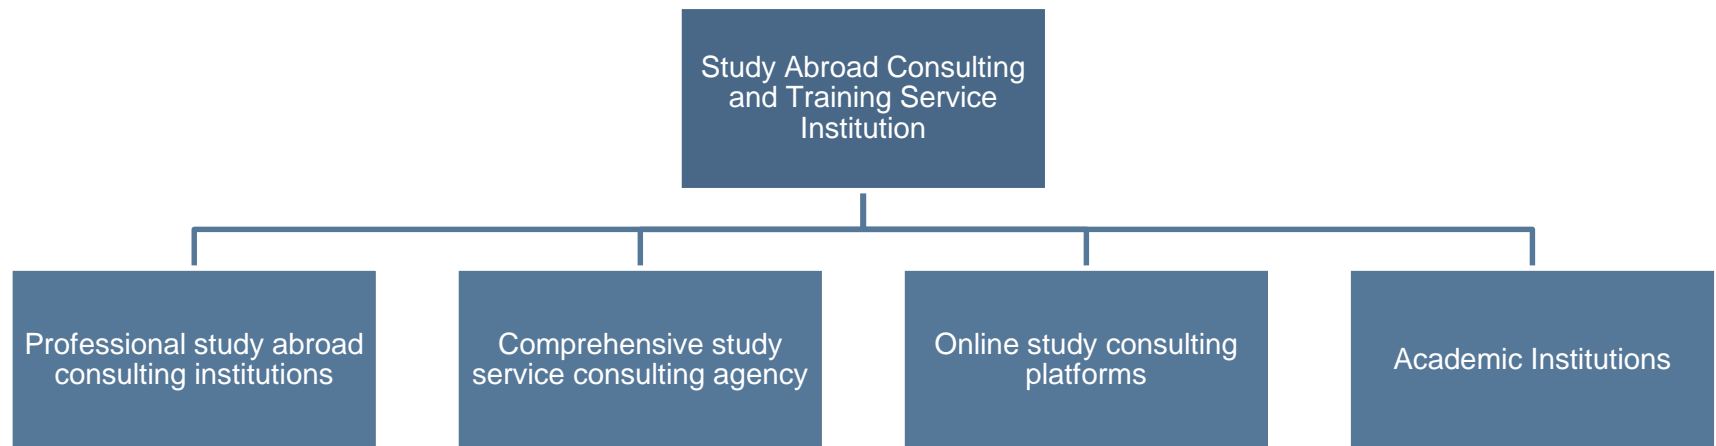 Study Abroad Consulting
and Training Service
Institution
Professional study abroad
consulting institutions
Comprehensive study
service consulting agency
Online study consulting
platforms
Academic Institutions